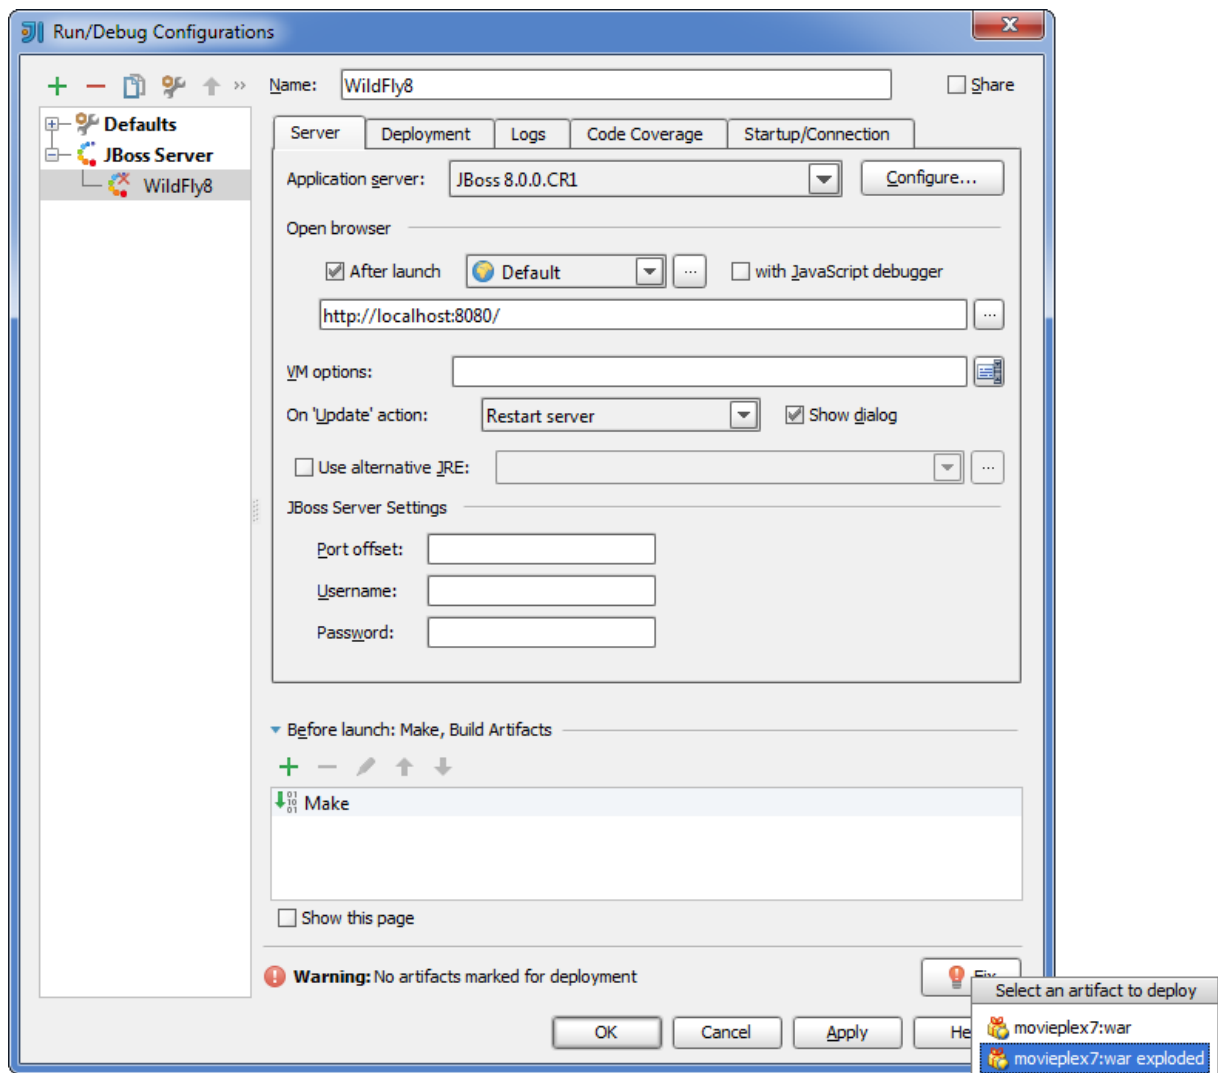 Run/Debug Configurations
Name: WildFly8 Share
Defaults
JBoss Server
WildFly8
Server Deployment Logs Code Coverage Startup/Connection
Application server: JBoss 8.0.0.CR1 Configure...
Open browser
After launch Default ... with JavaScript debugger
http://localhost:8080/ ...
VM options:
On 'Update' action: Restart server Show dialog
Use alternative JRE: ...
JBoss Server Settings
Port offset:
Username:
Password:
Before launch: Make, Build Artifacts
Make
Show this page
Warning: No artifacts marked for deployment
Select an artifact to deploy
movieplex7:war
OK Cancel Apply He
movieplex7:war exploded